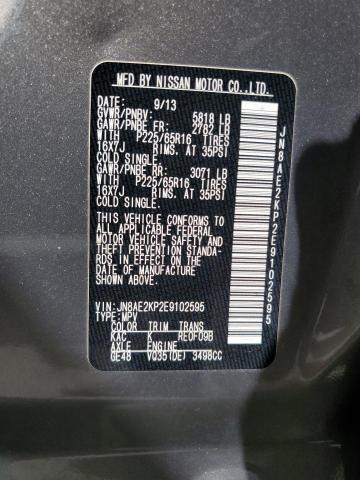 MFD BY NISSAN MOTOR CO.,LTD.
DATE: 9/13
GVWR/PNBV: 5818 LB
GAWR/PNBE FR: 2782 LB
WITH P225/65R16 TIRES
16X7J RIMS. AT 35PSI
COLD SINGLE.
GAWR/PNBE RR: 3071 LB
WITH P225/65R16 TIRES
16X7J RIMS. AT 35PSI
COLD SINGLE.
THIS VEHICLE CONFORMS TO
ALL APPLICABLE FEDERAL
MOTOR VEHICLE SAFETY AND
THEFT PREVENTION STANDA-
RDS IN EFFECT ON THE
DATE OF MANUFACTURE
SHOWN ABOVE.
VIN:JN8AE2KP2E9102595
TYPE:MPV
COLOR TRIM TRANS
KAC K RE0F09B
AXLE ENGINE
GE48 VQ35(DE) 3498CC
JN8AE2KP2E9102595